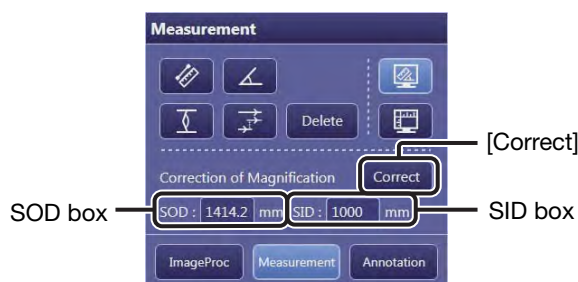 Measurement
Delete
[Correct]
Correction of Magnification Correct
SOD box SOD : 1414.2 mm SID : 1000 mm SID box
ImageProc Measurement Annotation